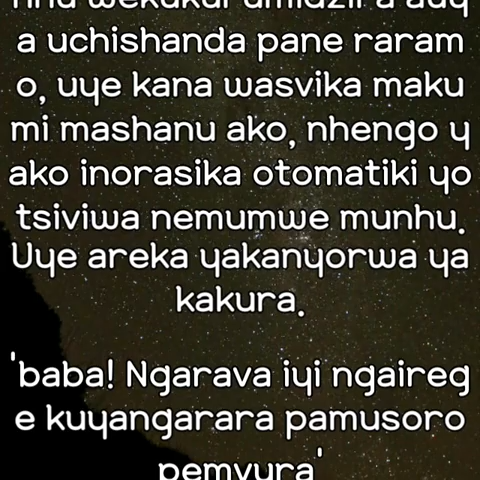 a uchishanda pane raram
o, uye kana wasvika maku
mi mashanu ako, nhengo y
ako inorasika otomatiki yo
tsiviwa nemumwe munhu.
Uye areka yakanyorwa ya
kakura.
'baba! Ngarava iyi ngaireg
e kuyangarara pamusoro
pemvura'